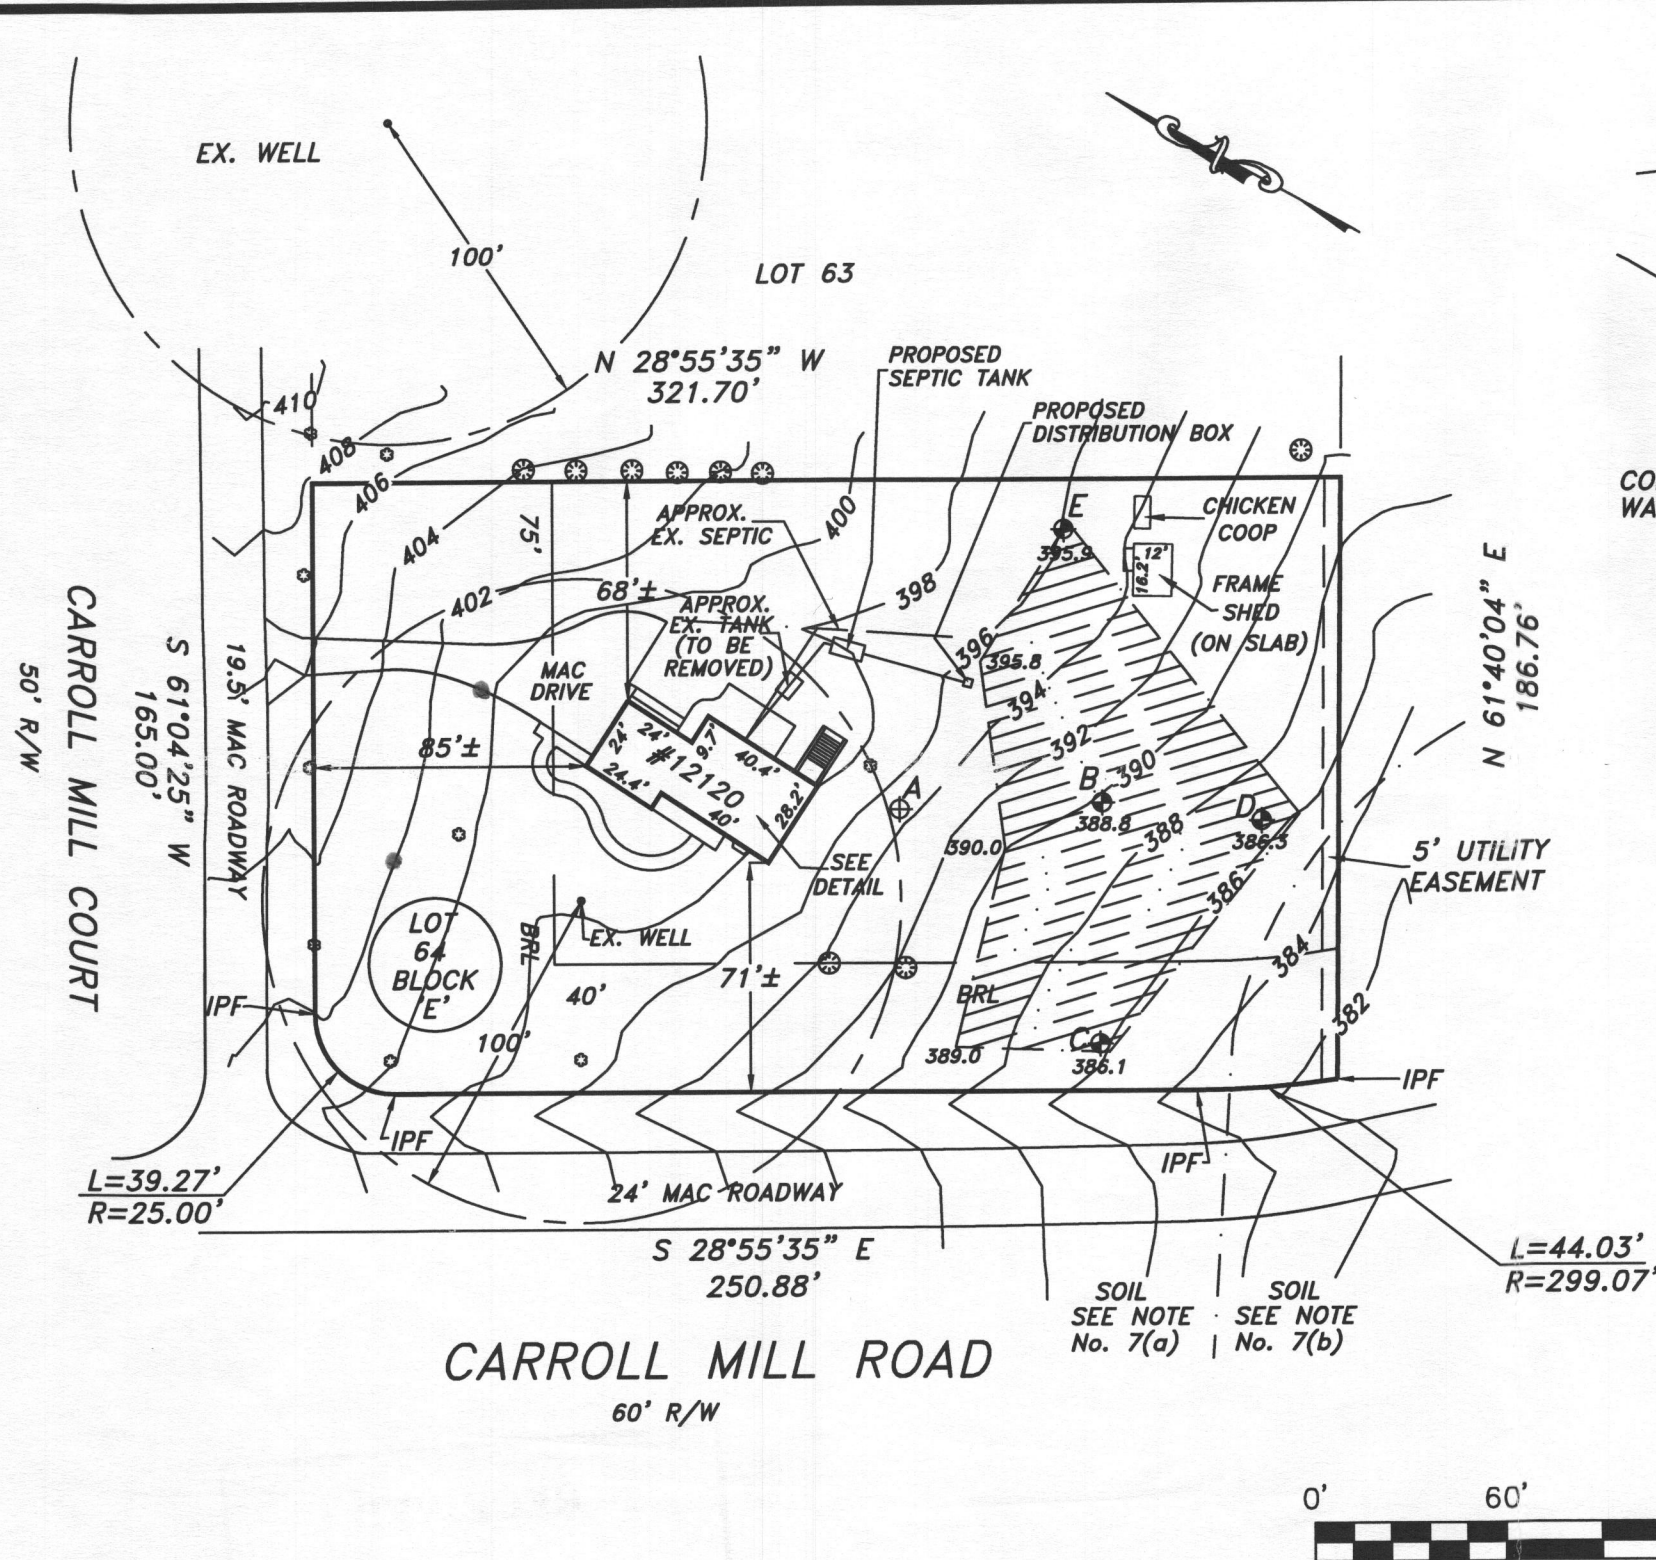 EX. WELL
100'
LOT 63
N 28°55'35" W
321.70'
PROPOSED
SEPTIC TANK
PROPOSED
DISTRIBUTION BOX
410
408
406
404
402
400
398
396
394
392
390
388
386
384
382
75'
APPROX.
EX. SEPTIC
68'±
APPROX.
EX. TANK
(TO BE
REMOVED)
MAC
DRIVE
E
395.9
CHICKEN
COOP
12'
16.2'
FRAME
SHED
(ON SLAB)
395.8
N 61°40'04" E
186.76'
CARROLL MILL COURT
50' R/W
S 61°04'25" W
165.00'
19.5' MAC ROADWAY
85'±
24'
24'
9.7'
40.4'
#12120
24.4'
40'
28.2'
A
B
388.8
D
386.3
390.0
SEE
DETAIL
5' UTILITY
EASEMENT
LOT
64
BLOCK
'E'
BRL
EX. WELL
71'±
40'
BRL
100'
IPF
389.0
C
386.1
IPF
IPF
IPF
L=39.27'
R=25.00'
24' MAC ROADWAY
S 28°55'35" E
250.88'
L=44.03'
R=299.07'
SOIL
SEE NOTE
No. 7(a)
SOIL
SEE NOTE
No. 7(b)
CARROLL MILL ROAD
60' R/W
0'
60'